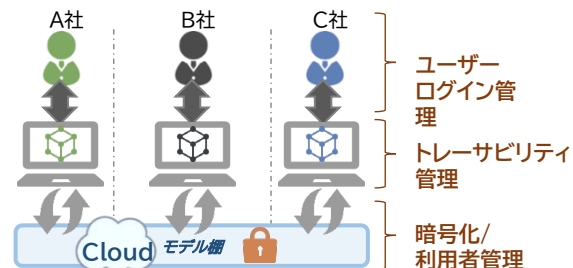 A社
B社
C社
ユーザー
ログイン管
理
トレーサビリティ
管理
暗号化/
利用者管理
Cloud
モデル棚